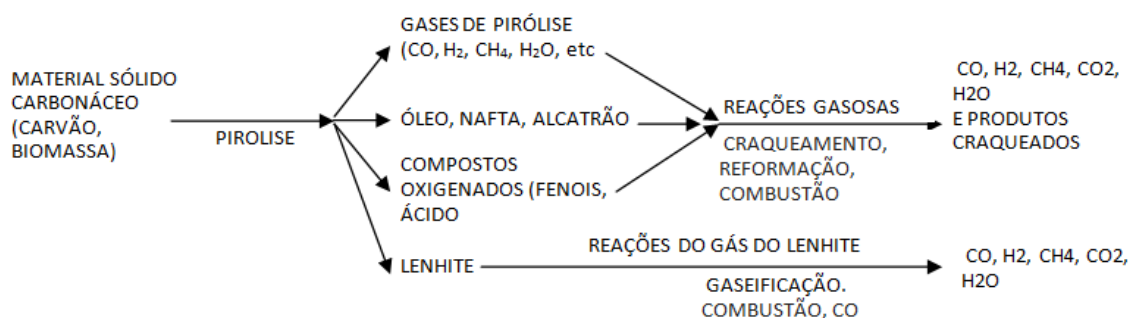 MATERIAL SÓLIDO
CARBONÁCEO
(CARVÃO,
BIOMASSA)
PIROLISE
GASES DE PIRÓLISE
(CO, H₂, CH₄, H₂O, etc
ÓLEO, NAFTA, ALCATRÃO
COMPOSTOS
OXIGENADOS (FENOIS,
ÁCIDO
LENHITE
REAÇÕES GASOSAS
CRAQUEAMENTO,
REFORMAÇÃO,
COMBUSTÃO
CO, H2, CH4, CO2,
H2O
E PRODUTOS
CRAQUEADOS
REAÇÕES DO GÁS DO LENHITE
GASEIFICAÇÃO.
COMBUSTÃO, CO
CO, H2, CH4, CO2,
H2O